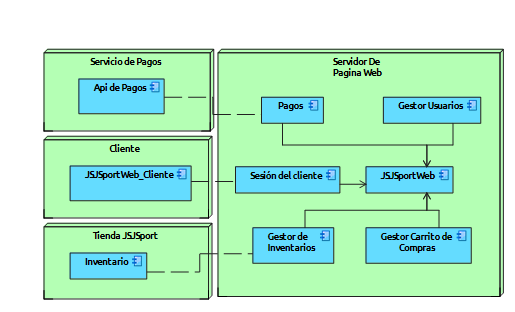 Servicio de Pagos
Api de Pagos
Cliente
JSJSportWeb_Cliente
Tienda JSJSport
Inventario
Servidor De
Pagina Web
Pagos
Gestor Usuarios
Sesión del cliente
JSJSportWeb
Gestor de
Inventarios
Gestor Carrito de
Compras